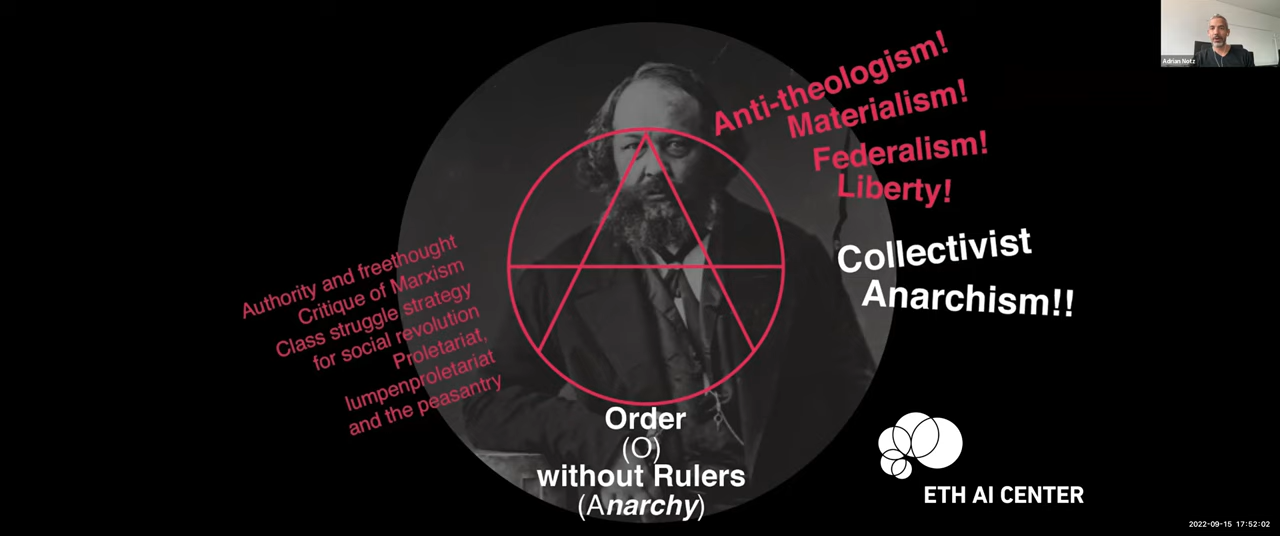 Adrian Notz
Anti-theologism!
Materialism!
Federalism!
Liberty!
Collectivist
Anarchism!!
Authority and freethought
Critique of Marxism
Class struggle strategy
for social revolution
Proletariat,
lumpenproletariat
and the peasantry
Order
(O)
without Rulers
(Anarchy)
ETH AI CENTER
2022-09-15 17:52:02